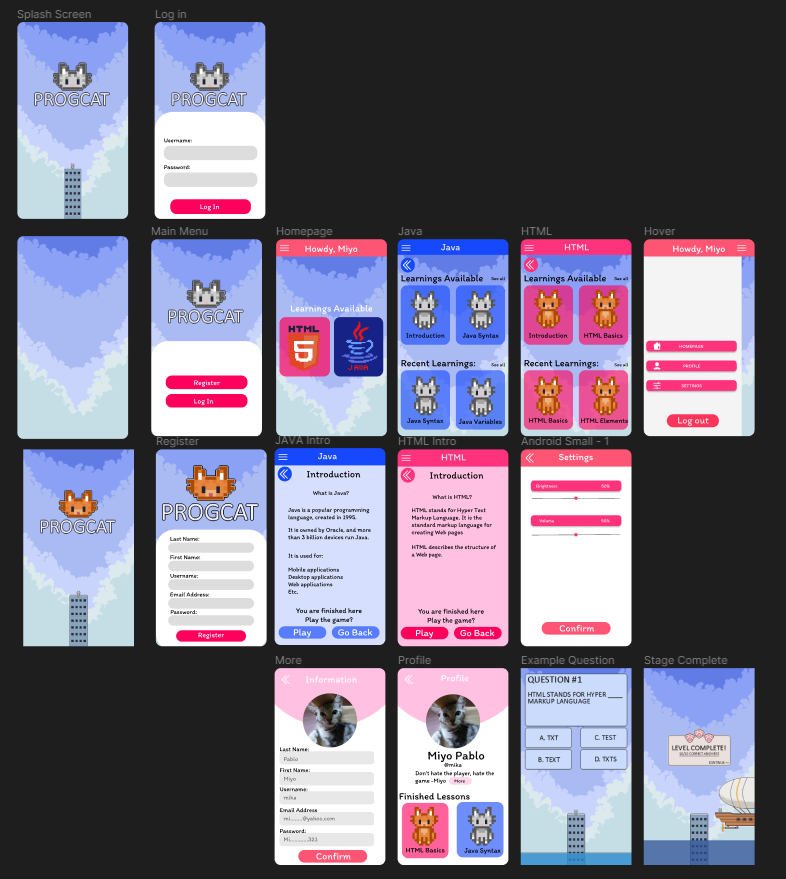 Splash Screen
Log in
PROGCAT
PROGCAT
Username:
Password:
Log In
Main Menu
Homepage
Java
HTML
Hover
PROGCAT
Register
Log In
Howdy, Miyo
Learnings Available
HTML
5
JAVA
Java
Learnings Available
See all
Introduction
Java Syntax
Recent Learnings:
See all
Java Syntax
Java Variables
HTML
Learnings Available
See all
Introduction
HTML Basics
Recent Learnings:
See all
HTML Basics
HTML Elements
Howdy, Miyo
HOMEPAGE
PROFILE
SETTINGS
Log out
Register
JAVA Intro
HTML Intro
Android Small - 1
PROGCAT
PROGCAT
Last Name:
First Name:
Username:
Email Address:
Password:
Register
Java
Introduction
What is Java?
Java is a popular programming
language, created in 1995.
It is owned by Oracle, and more
than 3 billion devices run Java.
It is used for:
Mobile applications
Desktop applications
Web applications
Etc.
You are finished here
Play the game?
Play
Go Back
HTML
Introduction
What is HTML?
HTML stands for Hyper Text
Markup Language. It is the
standard markup language for
creating Web pages
HTML describes the structure of
a Web page.
You are finished here
Play the game?
Play
Go Back
Settings
Brightness
50%
Volume
50%
Confirm
More
Profile
Example Question
Stage Complete
Information
Last Name:
Pablo
First Name:
Miyo
Username:
mika
Email Address
mi........@yahoo.com
Password:
Mi..........321
Confirm
Profile
Miyo Pablo
@mika
Don't hate the player, hate the
game -Miyo
More
Finished Lessons
HTML Basics
Java Syntax
QUESTION #1
HTML STANDS FOR HYPER ____
MARKUP LANGUAGE
A. TXT
C. TEST
B. TEXT
D. TXTS
LEVEL COMPLETE!